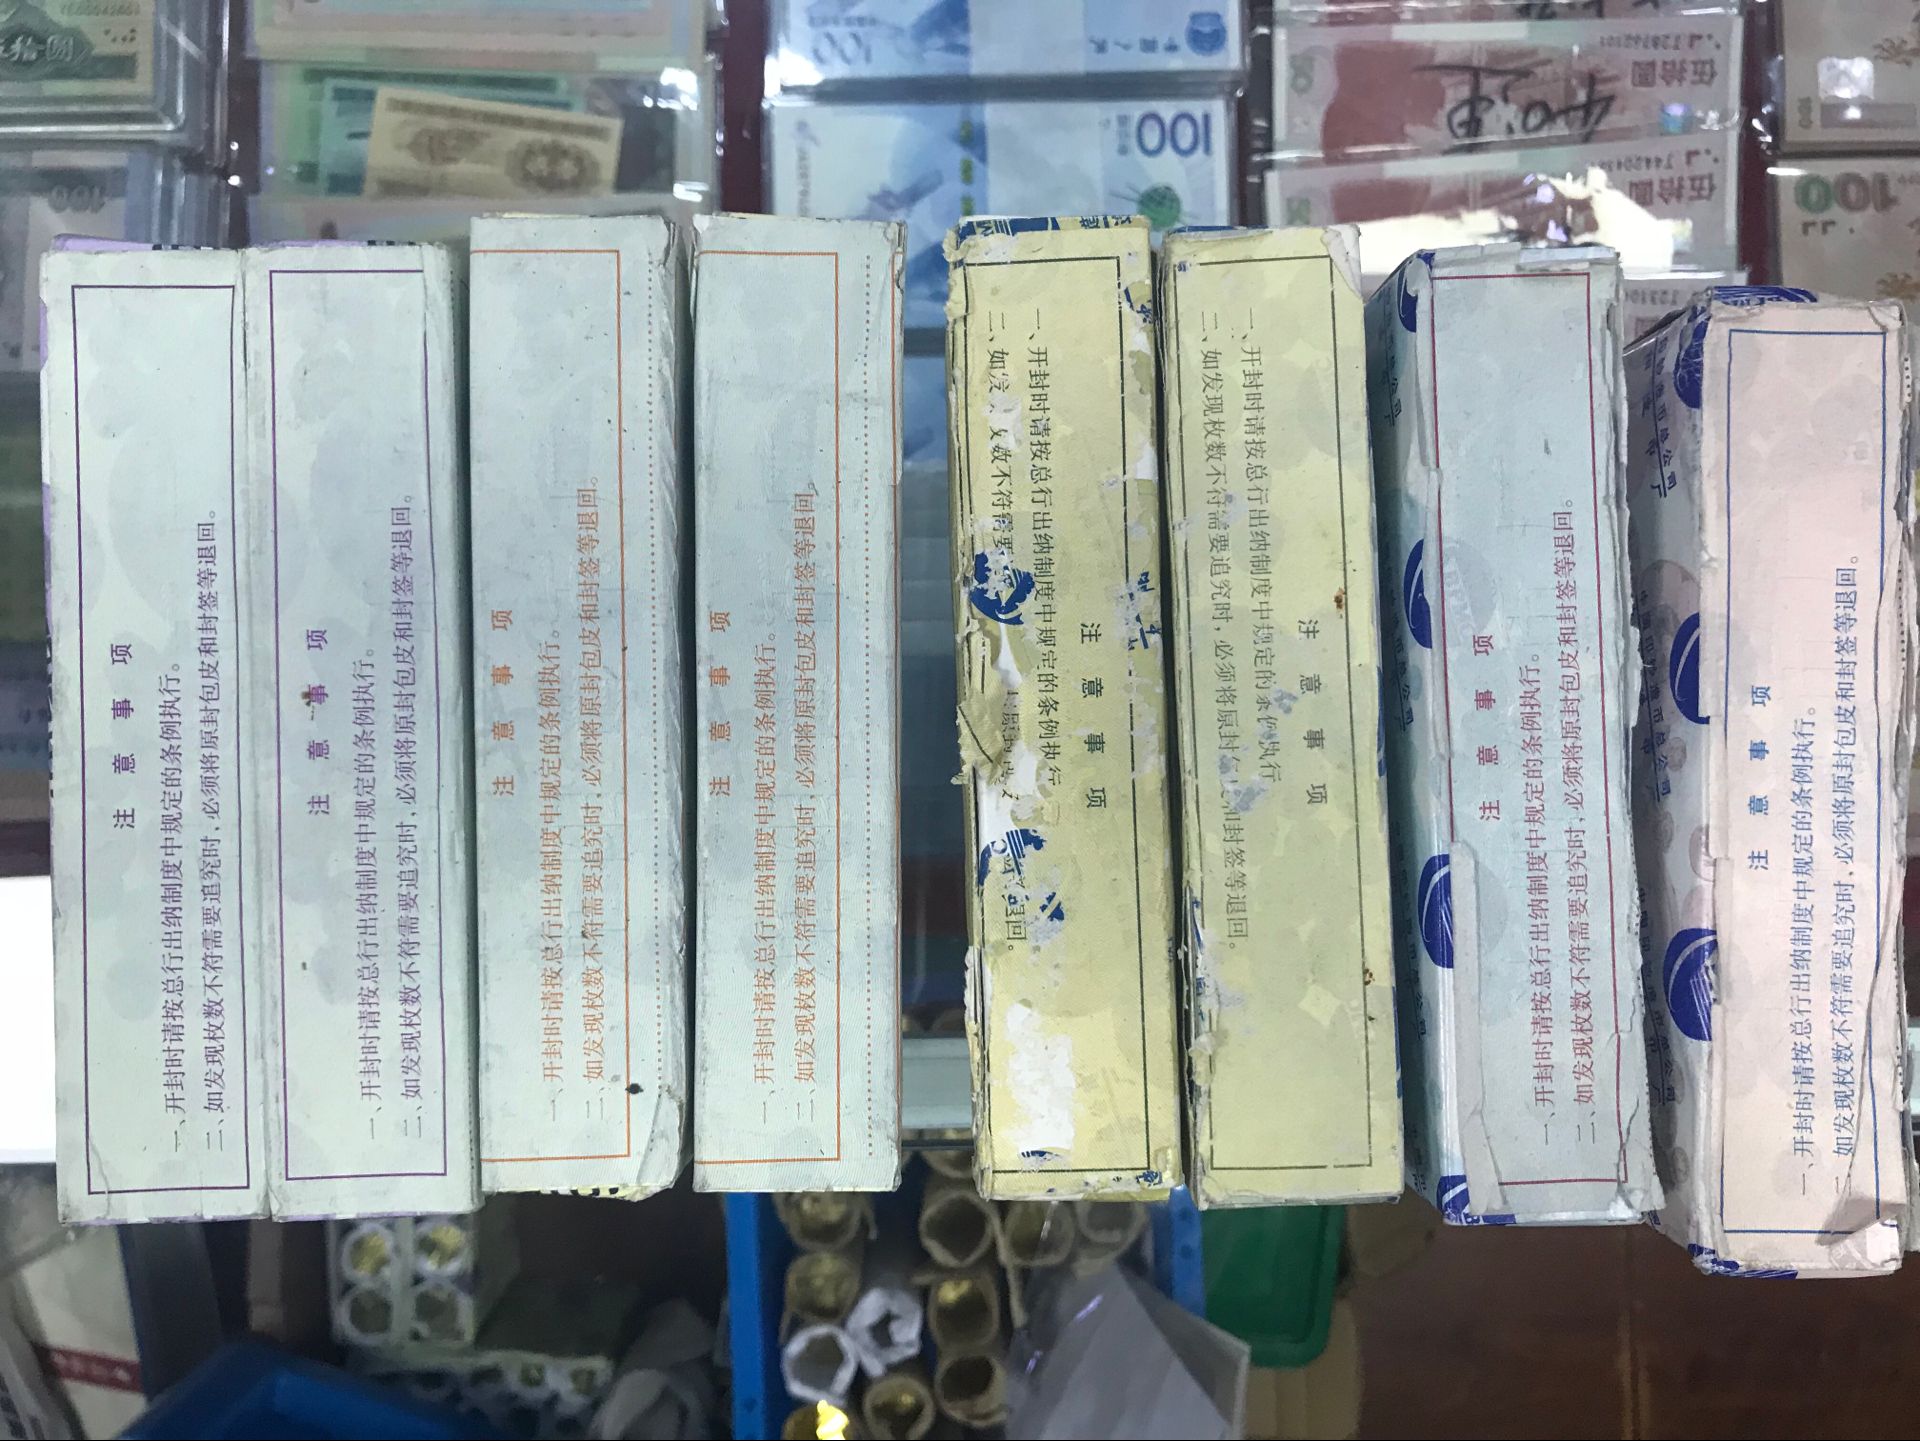 注意事项
一、开封时请按总行出纳制度中规定的条例执行。
二、如发现枚数不符需要追究时，必须将原封包皮和封签等退回。
注意事项
一、开封时请按总行出纳制度中规定的条例执行。
二、如发现枚数不符需要追究时，必须将原封包皮和封签等退回。
注意事项
一、开封时请按总行出纳制度中规定的条例执行。
二、如发现枚数不符需要追究时，必须将原封包皮和封签等退回。
注意事项
一、开封时请按总行出纳制度中规定的条例执行。
二、如发现枚数不符需要追究时，必须将原封包皮和封签等退回。
注意事项
一、开封时请按总行出纳制度中规定的条例执行
二、如发 数不符需要 退回。
注意事项
一、开封时请按总行出纳制度中规定的条例执行
二、如发现枚数不符需要追究时，必须将原封 和封签等退回。
注意事项
一、开封时请按总行出纳制度中规定的条例执行。
二、如发现枚数不符需要追究时，必须将原封包皮和封签等退回。
注意事项
一、开封时请按总行出纳制度中规定的条例执行。
二、如发现枚数不符需要追究时，必须将原封包皮和封签等退回。
100
100
伍拾圆
伍拾圆
100